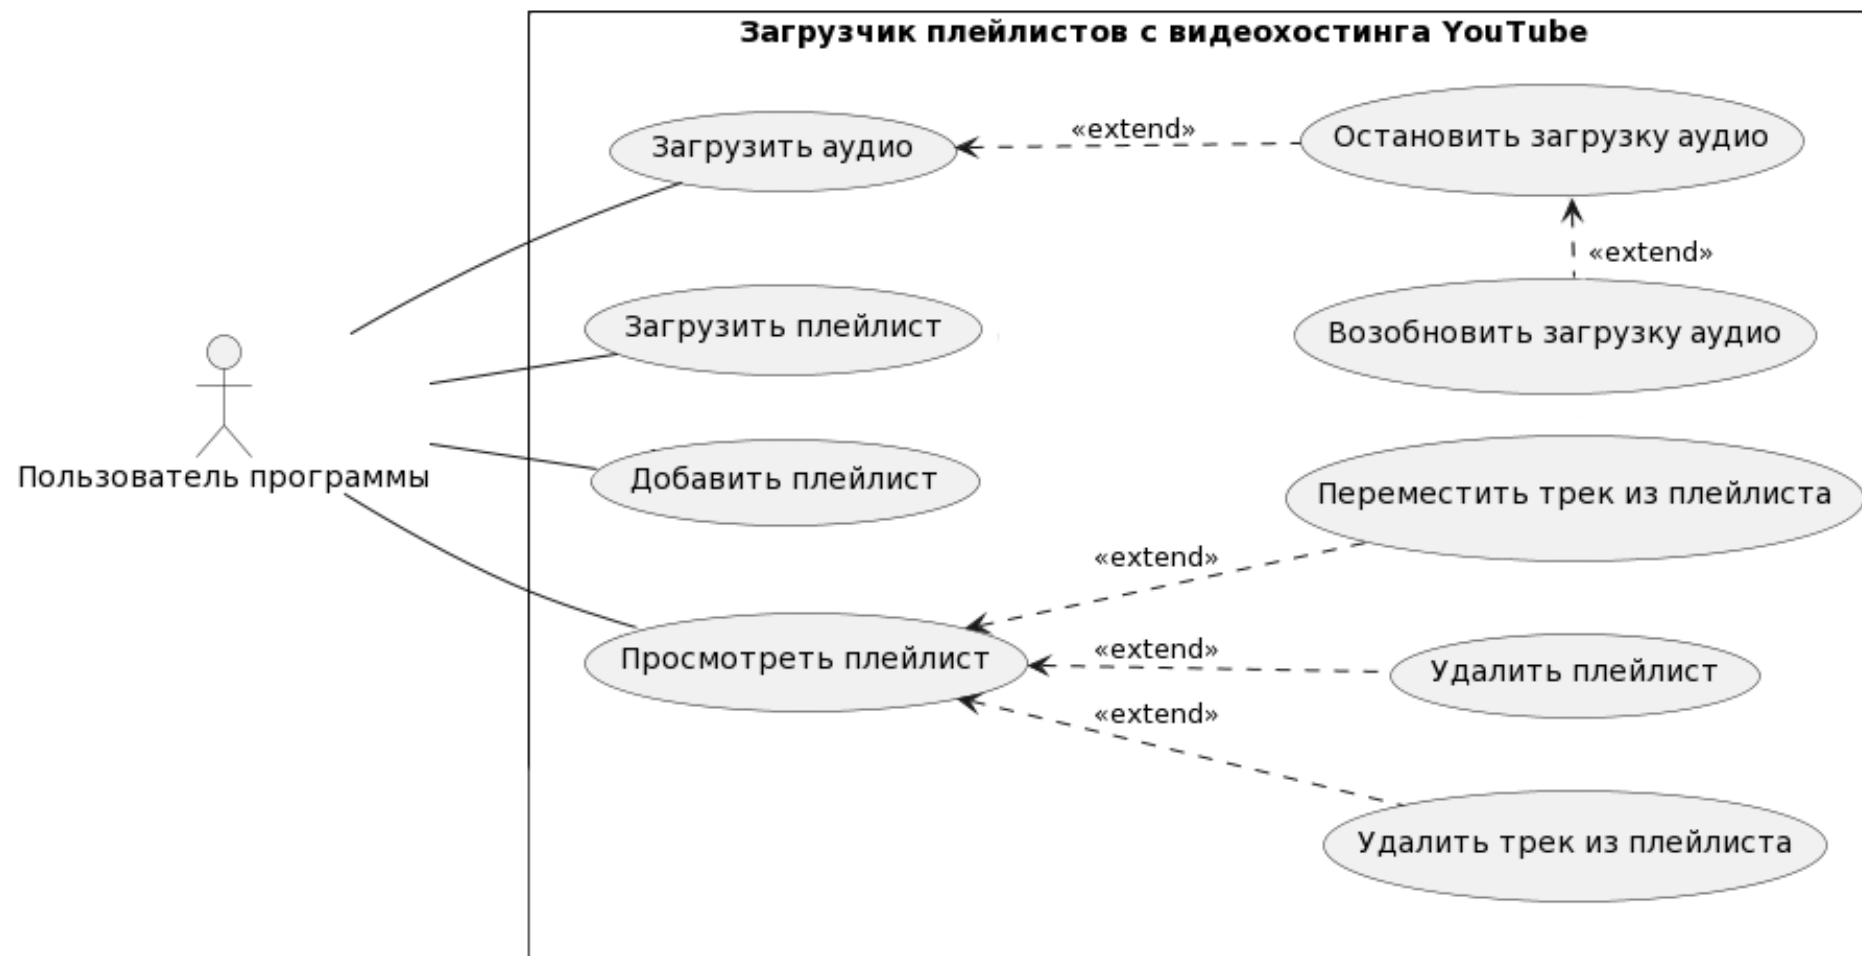 Загрузчик плейлистов с видеохостинга YouTube
Загрузить аудио
«extend»
Остановить загрузку аудио
«extend»
Загрузить плейлист
Возобновить загрузку аудио
Пользователь программы
Добавить плейлист
Переместить трек из плейлиста
«extend»
Просмотреть плейлист
«extend»
Удалить плейлист
«extend»
Удалить трек из плейлиста